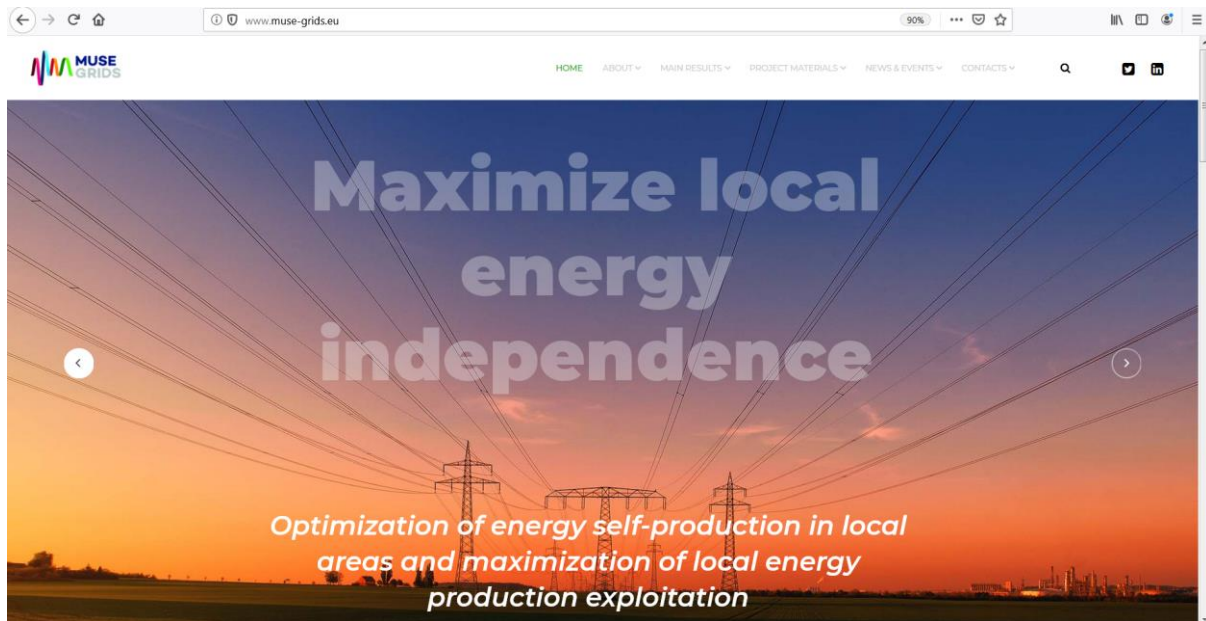 www.muse-grids.eu
90%
MUSE
GRIDS
HOME ABOUT MAIN RESULTS PROJECT MATERIALS NEWS & EVENTS CONTACTS
in
Maximize local
energy
independence
Optimization of energy self-production in local
areas and maximization of local energy
production exploitation